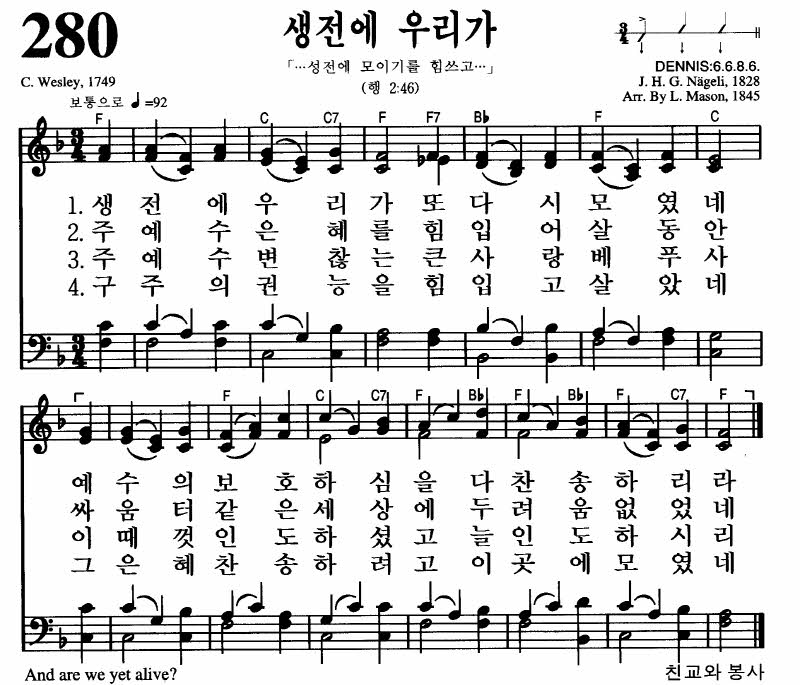 280
생전에 우리가
「…성전에 모이기를 힘쓰고…」
(행 2:46)
C. Wesley, 1749
DENNIS:6.6.8.6.
J. H. G. Nägeli, 1828
Arr. By L. Mason, 1845
보통으로 ♩=92
3/4
F C C7 F F7 B♭ F C
1. 생 전 에 우 리 가 또 다 시 모 였 네
2. 주 예 수 은 혜 를 힘 입 어 살 동 안
3. 주 예 수 변 찮 는 큰 사 랑 베 푸 사
4. 구 주 의 권 능 을 힘 입 고 살 았 네
F C C7 F B♭ F B♭ F C7 F
예 수 의 보 호 하 심 을 다 찬 송 하 리 라
싸 움 터 같 은 세 상 에 두 려 움 없 었 네
이 때 껏 인 도 하 셨 고 늘 인 도 하 시 리
그 은 혜 찬 송 하 려 고 이 곳 에 모 였 네
And are we yet alive?
친교와 봉사